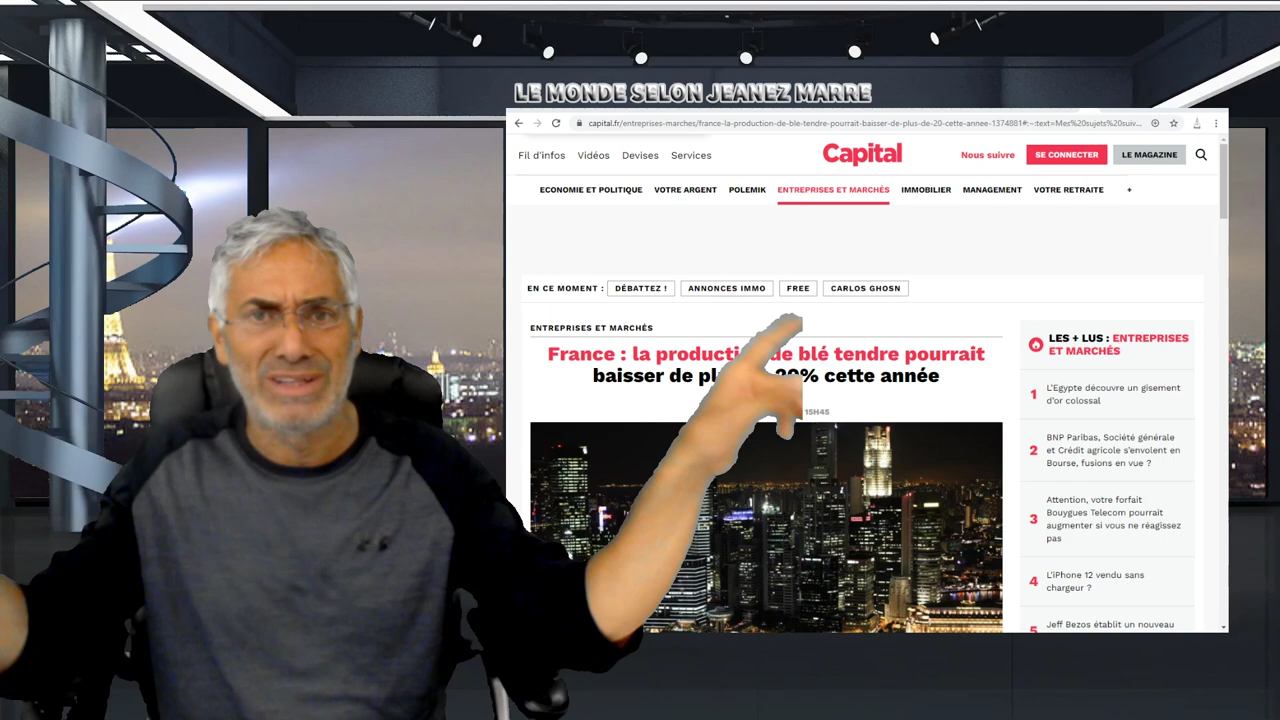 LE MONDE SELON JEANEZ MARRE
capital.fr/entreprises-marches/france-la-production-de-ble-tendre-pourrait-baisser-de-plus-de-20-cette-annee-1374881#:~:text=Mes%20sujets%20suiv...
Fil d'infos Vidéos Devises Services Capital Nous suivre SE CONNECTER LE MAGAZINE
ECONOMIE ET POLITIQUE VOTRE ARGENT POLEMIK ENTREPRISES ET MARCHÉS IMMOBILIER MANAGEMENT VOTRE RETRAITE +
EN CE MOMENT : DÉBATTEZ ! ANNONCES IMMO FREE CARLOS GHOSN
ENTREPRISES ET MARCHÉS
France : la producti de blé tendre pourrait
baisser de pl 20% cette année
15H45
LES + LUS : ENTREPRISES
ET MARCHÉS
1 L'Egypte découvre un gisement
d'or colossal
2 BNP Paribas, Société générale
et Crédit agricole s'envolent en
Bourse, fusions en vue ?
3 Attention, votre forfait
Bouygues Telecom pourrait
augmenter si vous ne réagissez
pas
4 L'iPhone 12 vendu sans
chargeur ?
5 Jeff Bezos établit un nouveau